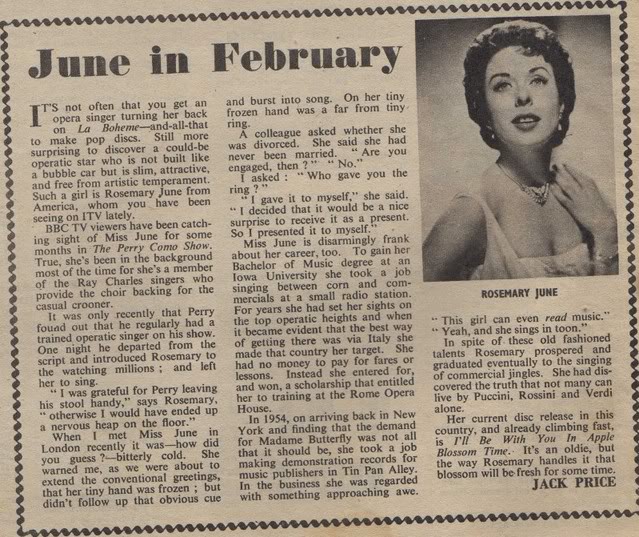 June in February
IT'S not often that you get an
opera singer turning her back
on La Boheme—and-all-that
to make pop discs. Still more
surprising to discover a could-be
operatic star who is not built like
a bubble car but is slim, attractive,
and free from artistic temperament.
Such a girl is Rosemary June from
America, whom you have been
seeing on ITV lately.
BBC TV viewers have been catch-
ing sight of Miss June for some
months in The Perry Como Show.
True, she's been in the background
most of the time for she's a member
of the Ray Charles singers who
provide the choir backing for the
casual crooner.
It was only recently that Perry
found out that he regularly had a
trained operatic singer on his show.
One night he departed from the
script and introduced Rosemary to
the watching millions ; and left
her to sing.
" I was grateful for Perry leaving
his stool handy," says Rosemary,
" otherwise I would have ended up
a nervous heap on the floor."
When I met Miss June in
London recently it was—how did
you guess ?—bitterly cold. She
warned me, as we were about to
extend the conventional greetings,
that her tiny hand was frozen ; but
didn't follow up that obvious cue
and burst into song. On her tiny
frozen hand was a far from tiny
ring.
A colleague asked whether she
was divorced. She said she had
never been married. " Are you
engaged, then ? " " No."
I asked : " Who gave you the
ring ? "
" I gave it to myself," she said.
" I decided that it would be a nice
surprise to receive it as a present.
So I presented it to myself."
Miss June is disarmingly frank
about her career, too. To gain her
Bachelor of Music degree at an
Iowa University she took a job
singing between corn and com-
mercials at a small radio station.
For years she had set her sights on
the top operatic heights and when
it became evident that the best way
of getting there was via Italy she
made that country her target. She
had no money to pay for fares or
lessons. Instead she entered for,
and won, a scholarship that entitled
her to training at the Rome Opera
House.
In 1954, on arriving back in New
York and finding that the demand
for Madame Butterfly was not all
that it should be, she took a job
making demonstration records for
music publishers in Tin Pan Alley.
In the business she was regarded
with something approaching awe.
ROSEMARY JUNE
" This girl can even read music."
" Yeah, and she sings in toon."
In spite of these old fashioned
talents Rosemary prospered and
graduated eventually to the singing
of commercial jingles. She had dis-
covered the truth that not many can
live by Puccini, Rossini and Verdi
alone.
Her current disc release in this
country, and already climbing fast,
is I'll Be With You In Apple
Blossom Time. It's an oldie, but
the way Rosemary handles it that
blossom will be fresh for some time.
JACK PRICE